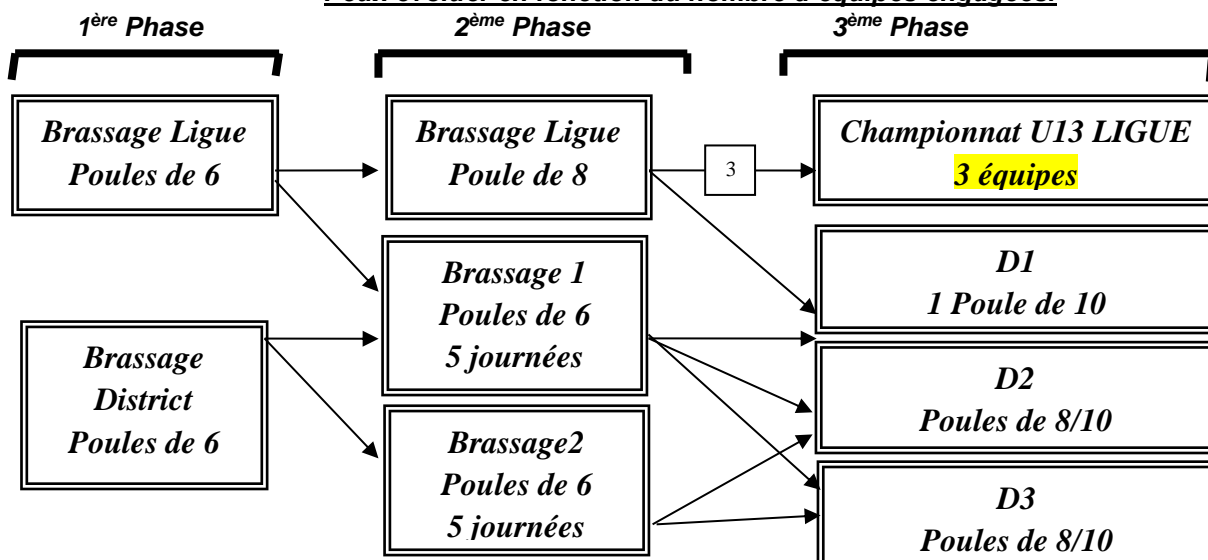 1ère Phase
2ème Phase
3ème Phase
Brassage Ligue
Poules de 6
Brassage Ligue
Poule de 8
3
Championnat U13 LIGUE
3 équipes
Brassage
District
Poules de 6
Brassage 1
Poules de 6
5 journées
Brassage2
Poules de 6
5 journées
D1
1 Poule de 10
D2
Poules de 8/10
D3
Poules de 8/10